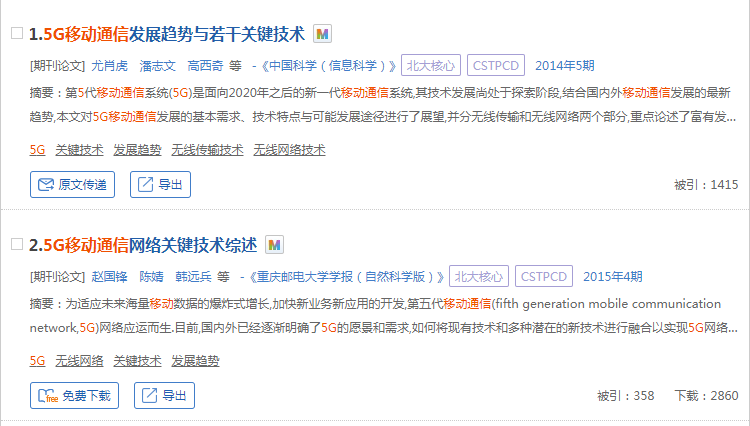 1.5G移动通信发展趋势与若干关键技术 M
[期刊论文] 尤肖虎 潘志文 高西奇 等 -《中国科学（信息科学）》 北大核心 CSTPCD 2014年5期
摘要：第5代移动通信系统(5G)是面向2020年之后的新一代移动通信系统,其技术发展尚处于探索阶段,结合国内外移动通信发展的最新
趋势,本文对5G移动通信发展的基本需求、技术特点与可能发展途径进行了展望,并分无线传输和无线网络两个部分,重点论述了富有发...
5G 关键技术 发展趋势 无线传输技术 无线网络技术
原文传递 导出 被引：1415
2.5G移动通信网络关键技术综述 M
[期刊论文] 赵国锋 陈婧 韩远兵 等 -《重庆邮电大学学报（自然科学版）》 北大核心 CSTPCD 2015年4期
摘要：为适应未来海量移动数据的爆炸式增长,加快新业务新应用的开发,第五代移动通信(fifth generation mobile communication
network,5G)网络应运而生.目前,国内外已经逐渐明确了5G的愿景和需求,如何将现有技术和多种潜在的新技术进行融合以实现5G网络...
5G 无线网络 关键技术 发展趋势
free 免费下载 导出 被引：358 下载：2860